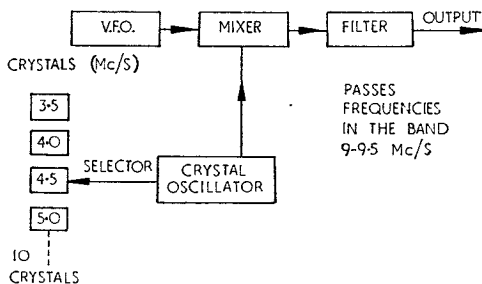 V.F.O.
MIXER
FILTER
OUTPUT
CRYSTALS (Mc/S)
3·5
4·0
4·5
5·0
10
CRYSTALS
SELECTOR
CRYSTAL
OSCILLATOR
PASSES
FREQUENCIES
IN THE BAND
9-9·5 Mc/S